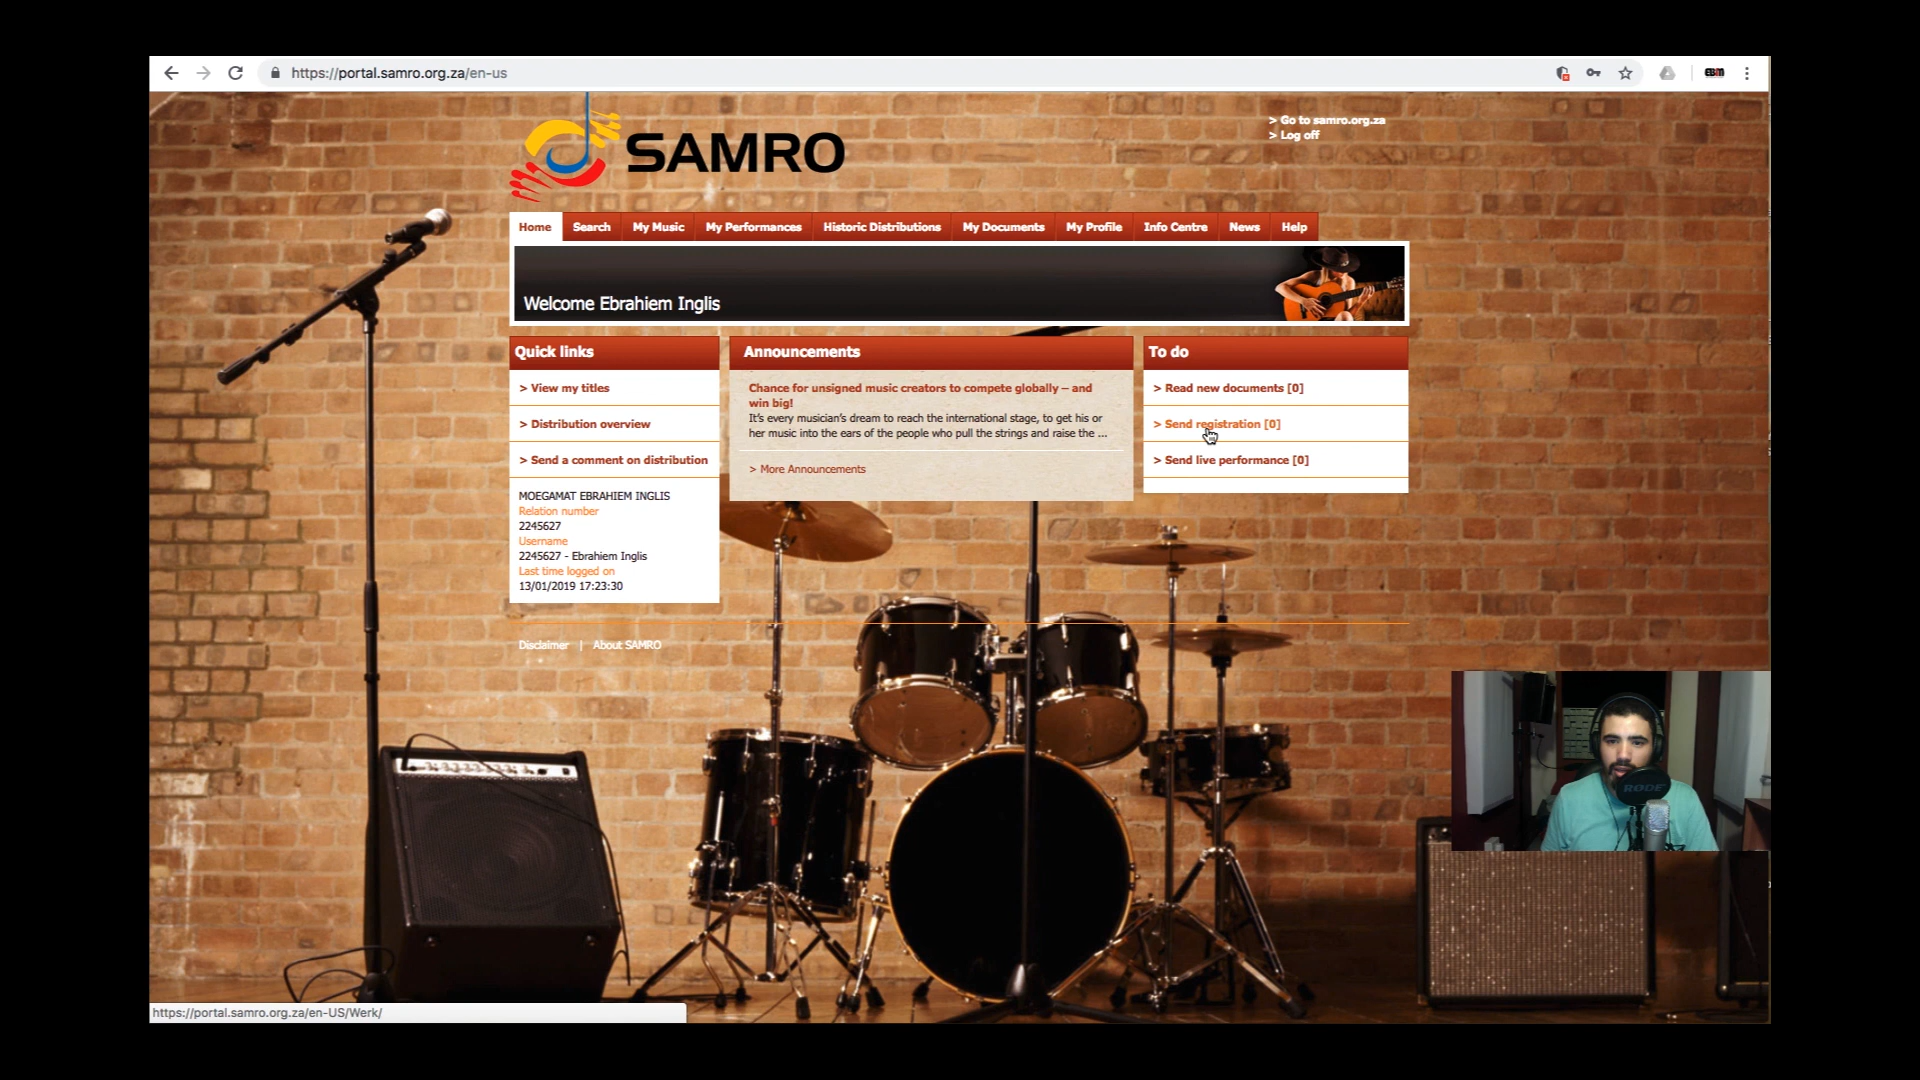 https://portal.samro.org.za/en-us
SAMRO
> Go to samro.org.za
> Log off
Home Search My Music My Performances Historic Distributions My Documents My Profile Info Centre News Help
Welcome Ebrahiem Inglis
Quick links
> View my titles
> Distribution overview
> Send a comment on distribution
MOEGAMAT EBRAHIEM INGLIS
Relation number
2245627
Username
2245627 - Ebrahiem Inglis
Last time logged on
13/01/2019 17:23:30
Announcements
Chance for unsigned music creators to compete globally – and
win big!
It's every musician's dream to reach the international stage, to get his or
her music into the ears of the people who pull the strings and raise the ...
> More Announcements
To do
> Read new documents [0]
> Send registration [0]
> Send live performance [0]
Disclaimer | About SAMRO
RODE
https://portal.samro.org.za/en-US/Werk/